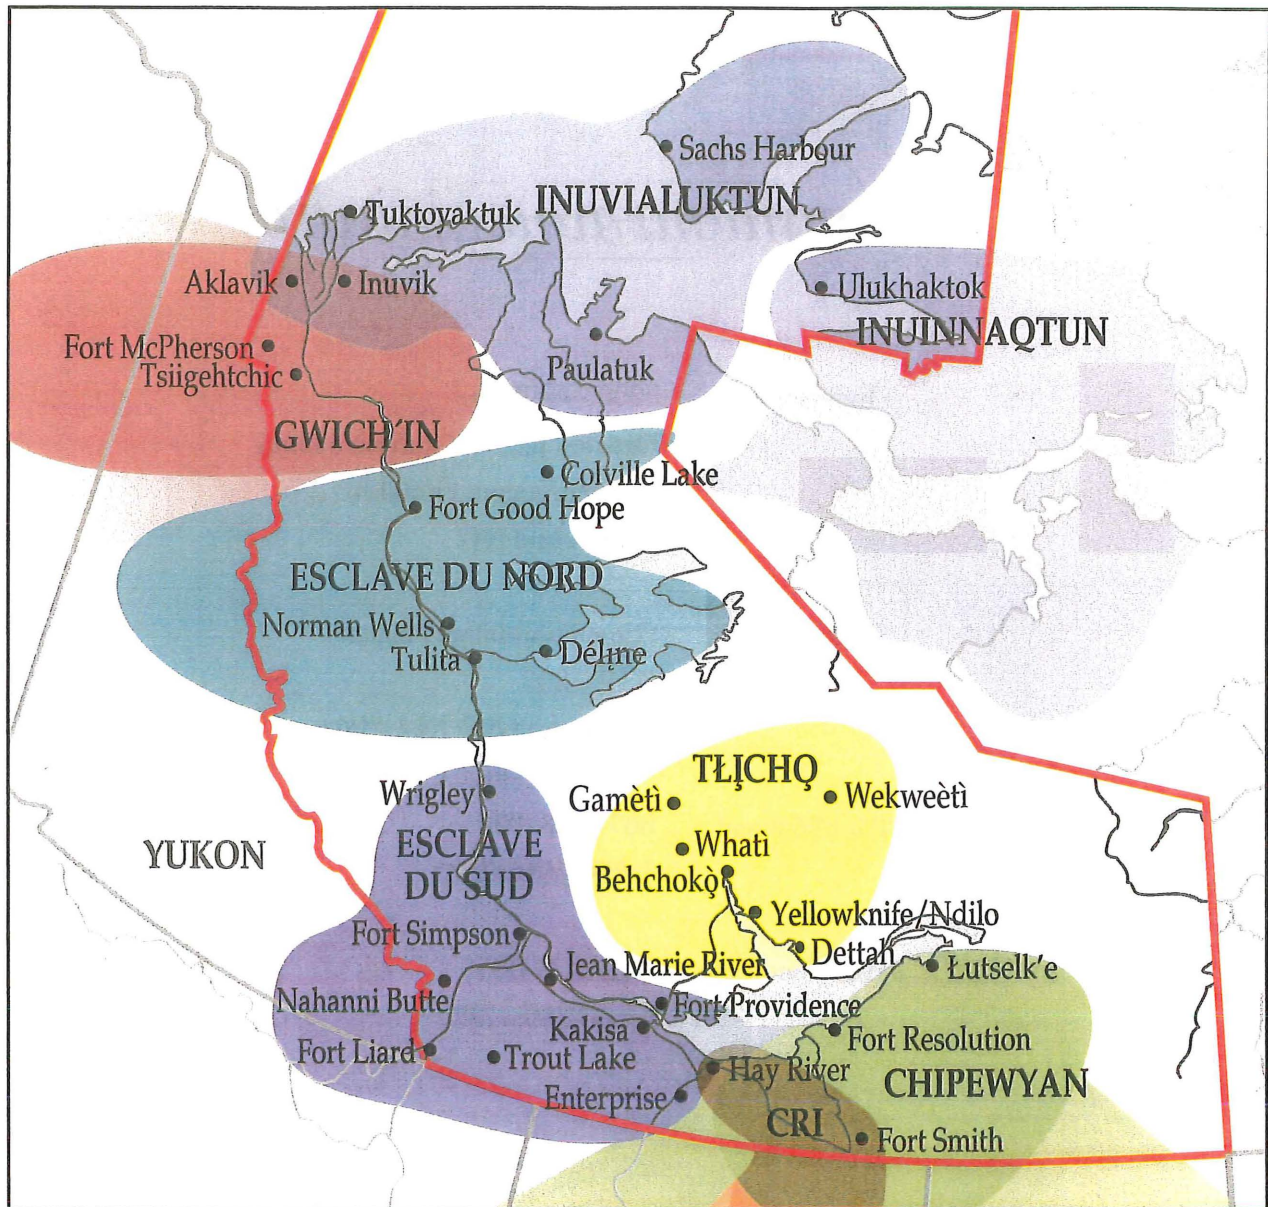 Sachs Harbour
INUVIALUKTUN
Tuktoyaktuk
Aklavik
Inuvik
Ulukhaktok
INUINNAQTUN
Fort McPherson
Tsiigehtchic
Paulatuk
GWICH´IN
Colville Lake
Fort Good Hope
ESCLAVE DU NORD
Norman Wells
Tulita
Délı̨ne
TŁĮCHǪ
Wrigley
Gamètì
Wekweètì
YUKON
ESCLAVE
DU SUD
Whatì
Behchokǫ̀
Yellowknife/Ndilo
Fort Simpson
Dettah
Jean Marie River
Łutselk’e
Nahanni Butte
Fort Providence
Kakisa
Fort Resolution
Fort Liard
Trout Lake
Hay River
CHIPEWYAN
Enterprise
CRI
Fort Smith